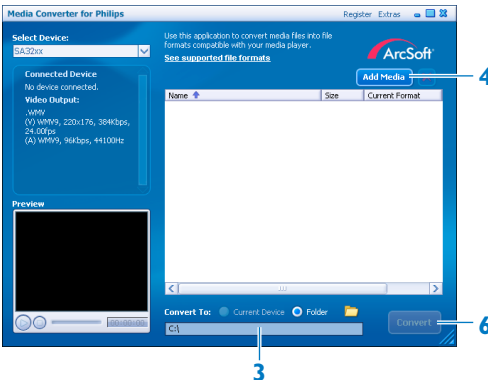 Media Converter for Philips
Register Extras
Select Device:
SA32xx
Connected Device
No device connected.
Video Output:
.WMV
(V) WMV9, 220x176, 384Kbps,
24.00fps
(A) WMV9, 96Kbps, 44100Hz
Preview
00:00:00
Use this application to convert media files into file
formats compatible with your media player.
See supported file formats
ArcSoft
Add Media
4
Name Size Current Format
Convert To: Current Device Folder
C:\
Convert
6
3